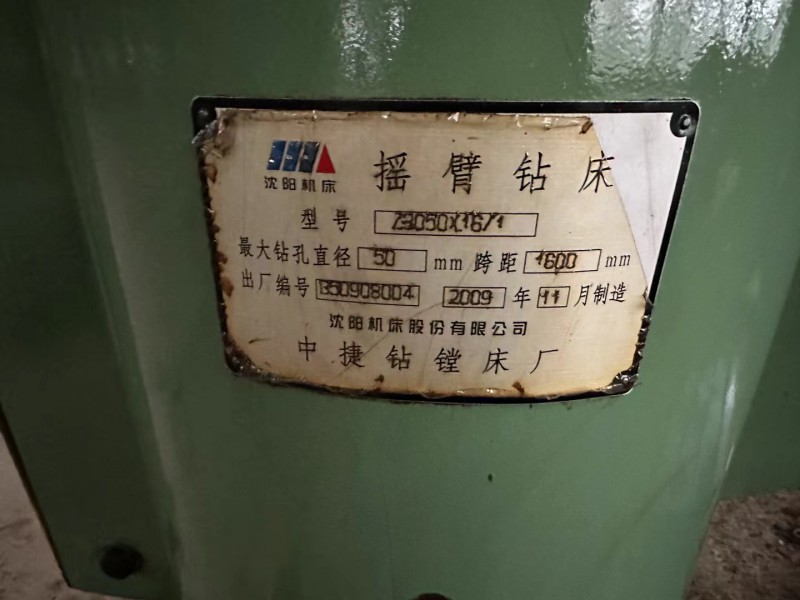 沈阳机床
摇臂钻床
型号 Z3050X16/1
最大钻孔直径 50 mm 跨距 1600 mm
出厂编号 B50908004 2009 年 11 月制造
沈阳机床股份有限公司
中捷钻镗床厂